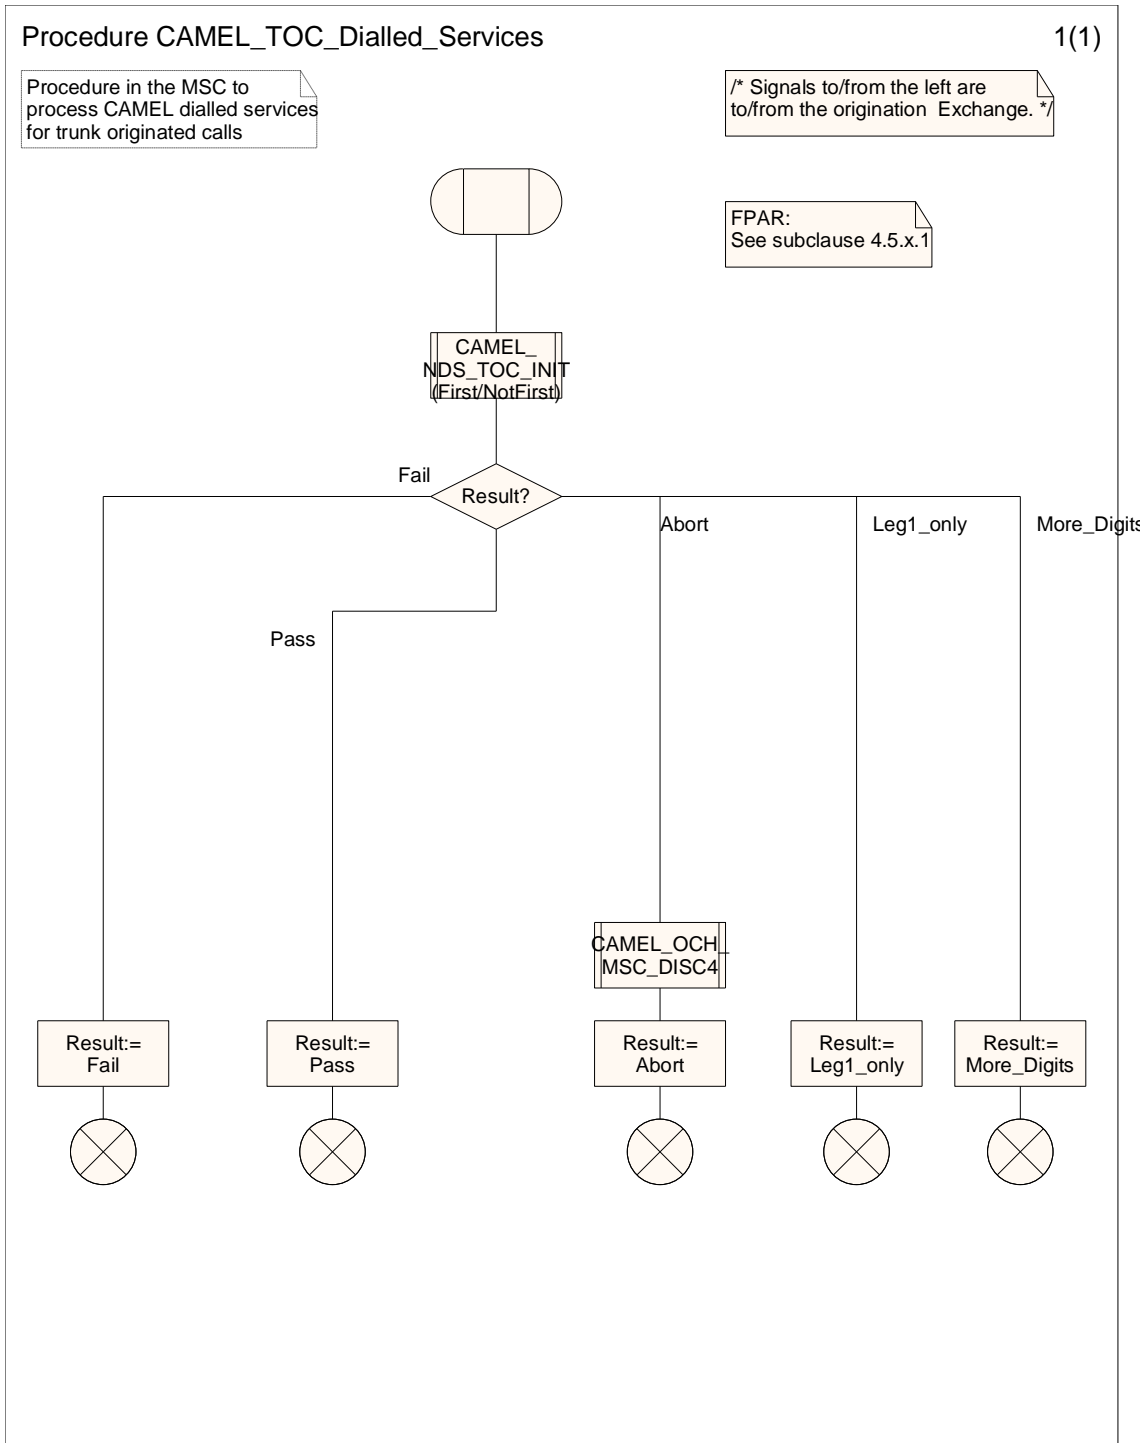 Procedure CAMEL_TOC_Dialled_Services
1(1)
Procedure in the MSC to
process CAMEL dialled services
for trunk originated calls
/* Signals to/from the left are
to/from the origination Exchange. */
FPAR:
See subclause 4.5.x.1
CAMEL_
NDS_TOC_INIT
(First/NotFirst)
Fail
Result?
Abort
Leg1_only
More_Digits
Pass
CAMEL_OCH_
MSC_DISC4
Result:=
Fail
Result:=
Pass
Result:=
Abort
Result:=
Leg1_only
Result:=
More_Digits